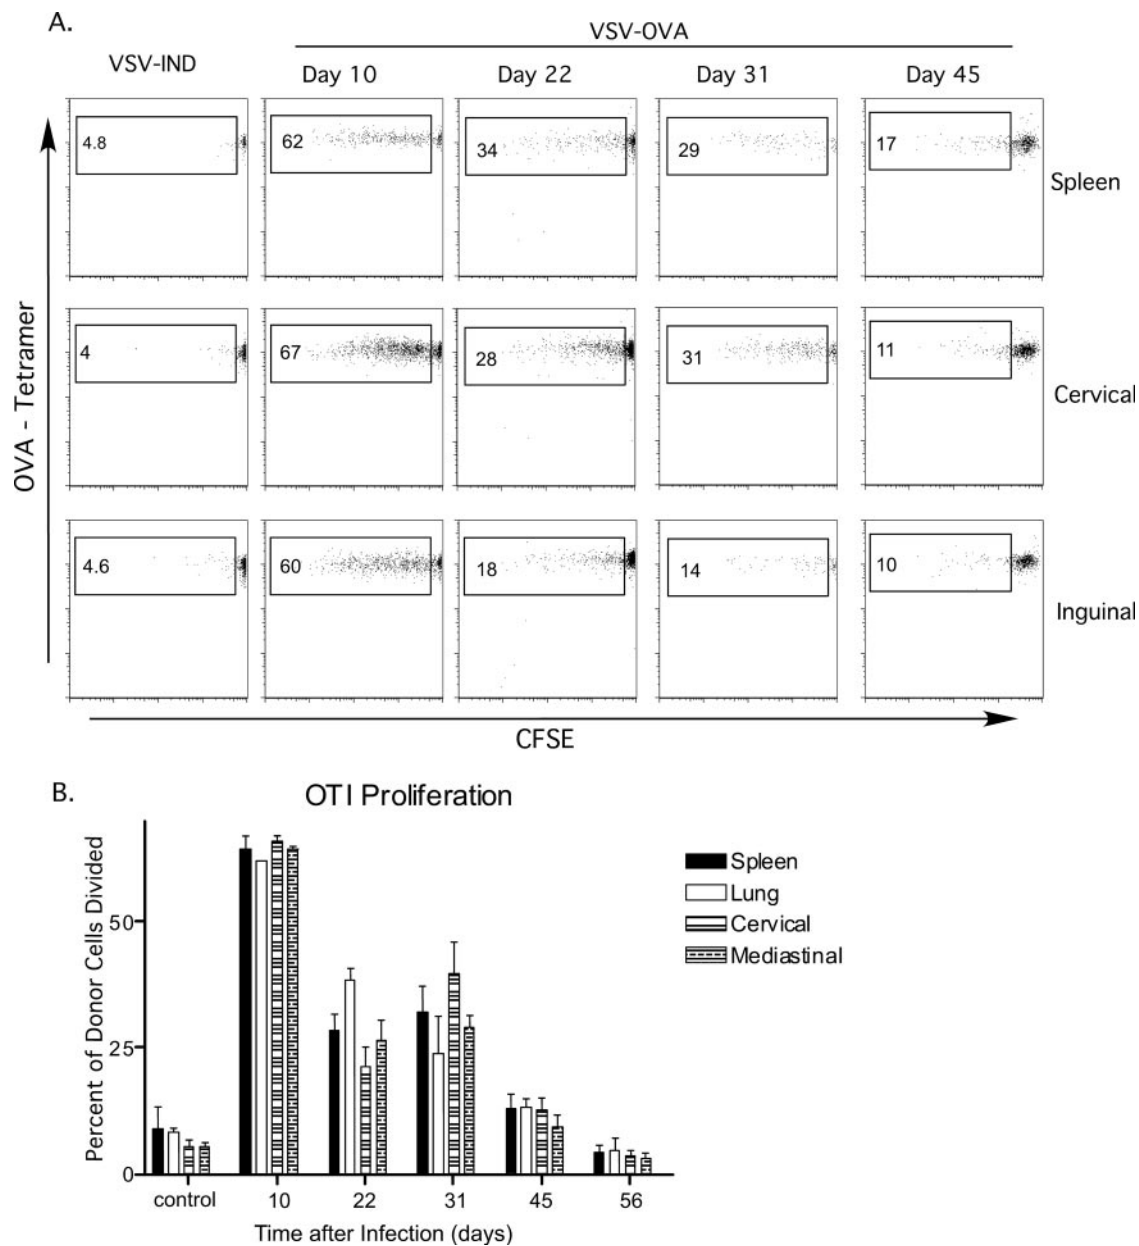 A.
VSV-OVA
VSV-IND Day 10 Day 22 Day 31 Day 45
4.8 62 34 29 17 Spleen
4 67 28 31 11 Cervical
4.6 60 18 14 10 Inguinal
OVA - Tetramer
CFSE
B.
OTI Proliferation
Percent of Donor Cells Divided
50
25
0
control 10 22 31 45 56
Time after Infection (days)
Spleen
Lung
Cervical
Mediastinal